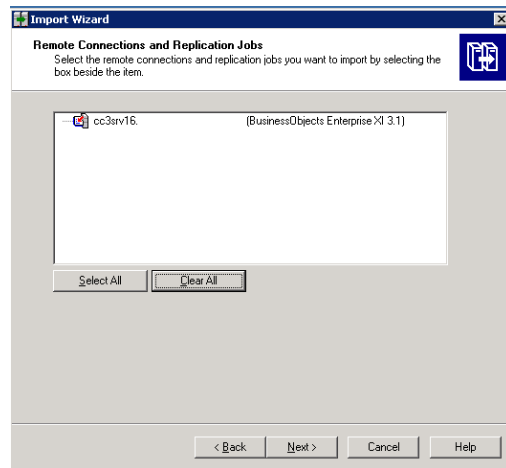 Import Wizard
Remote Connections and Replication Jobs
Select the remote connections and replication jobs you want to import by selecting the
box beside the item.
cc3srv16. (BusinessObjects Enterprise XI 3.1)
Select All Clear All
< Back Next > Cancel Help